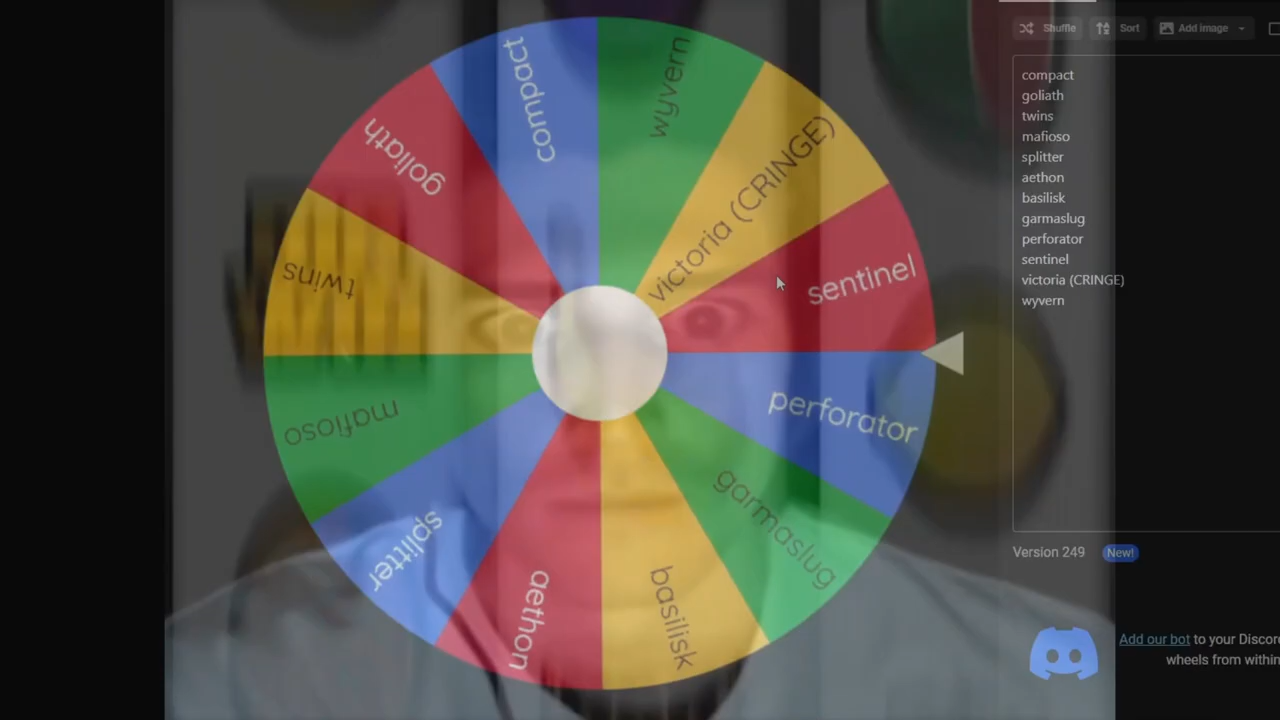 compact
wyvern
goliath
victoria (CRINGE)
twins
sentinel
mafioso
perforator
splitter
garmaslug
aethon
basilisk
Shuffle
Sort
Add image
compact
goliath
twins
mafioso
splitter
aethon
basilisk
garmaslug
perforator
sentinel
victoria (CRINGE)
wyvern
Version 249
New!
Add our bot to your Discor
wheels from within